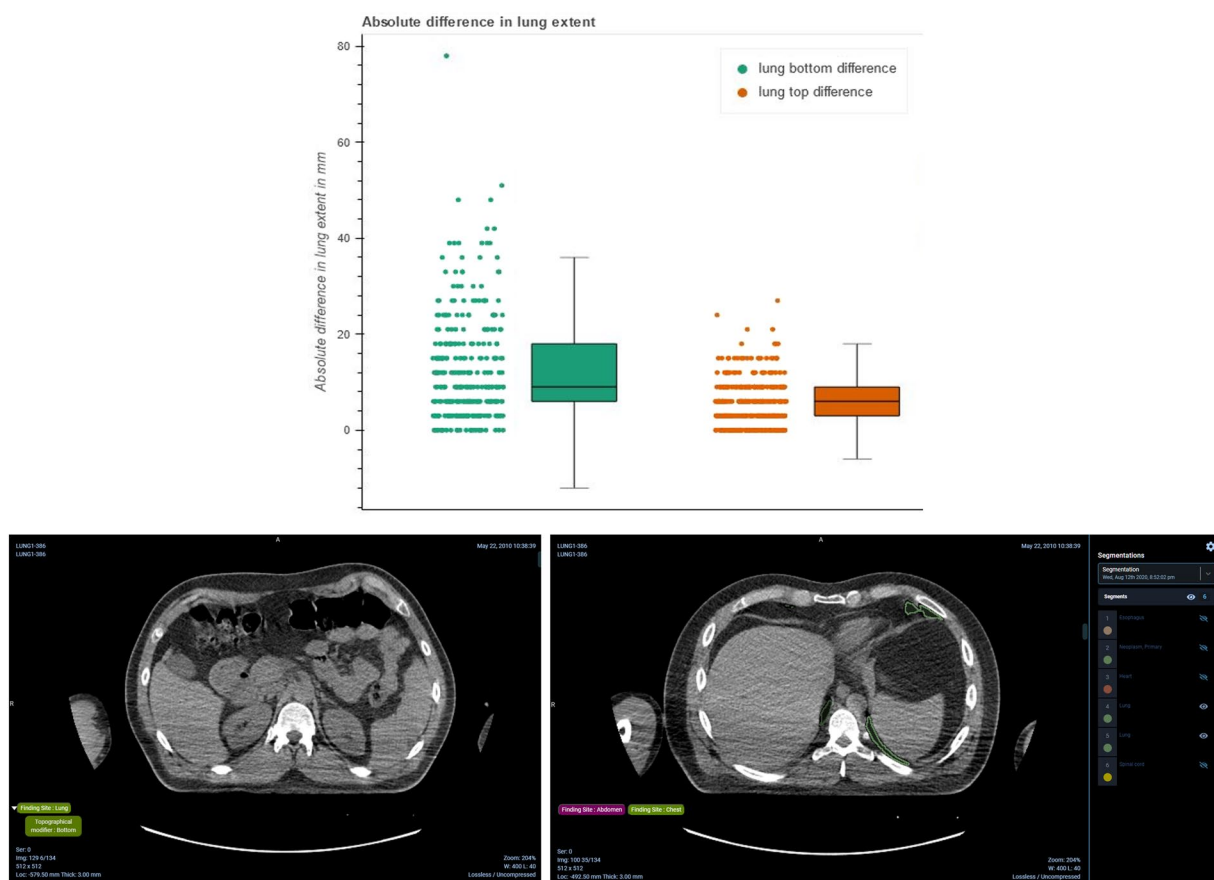 Absolute difference in lung extent
Absolute difference in lung extent in mm
80
60
40
20
0
lung bottom difference
lung top difference
LUNG1-386
LUNG1-386
A
May 22, 2010 10:38:39
R
Finding Site : Lung
Topographical
modifier : Bottom
Ser: 0
Img: 129 6/134
512 x 512
Loc: -579.50 mm Thick: 3.00 mm
Zoom: 204%
W: 400 L: 40
Lossless / Uncompressed
LUNG1-386
LUNG1-386
A
May 22, 2010 10:38:39
R
Finding Site : Abdomen
Finding Site : Chest
Ser: 0
Img: 100 35/134
512 x 512
Loc: -492.50 mm Thick: 3.00 mm
Zoom: 204%
W: 400 L: 40
Lossless / Uncompressed
Segmentations
Segmentation
Wed, Aug 12th 2020, 8:52:02 pm
Segments 6
1 Esophagus
2 Neoplasm, Primary
3 Heart
4 Lung
5 Lung
6 Spinal cord